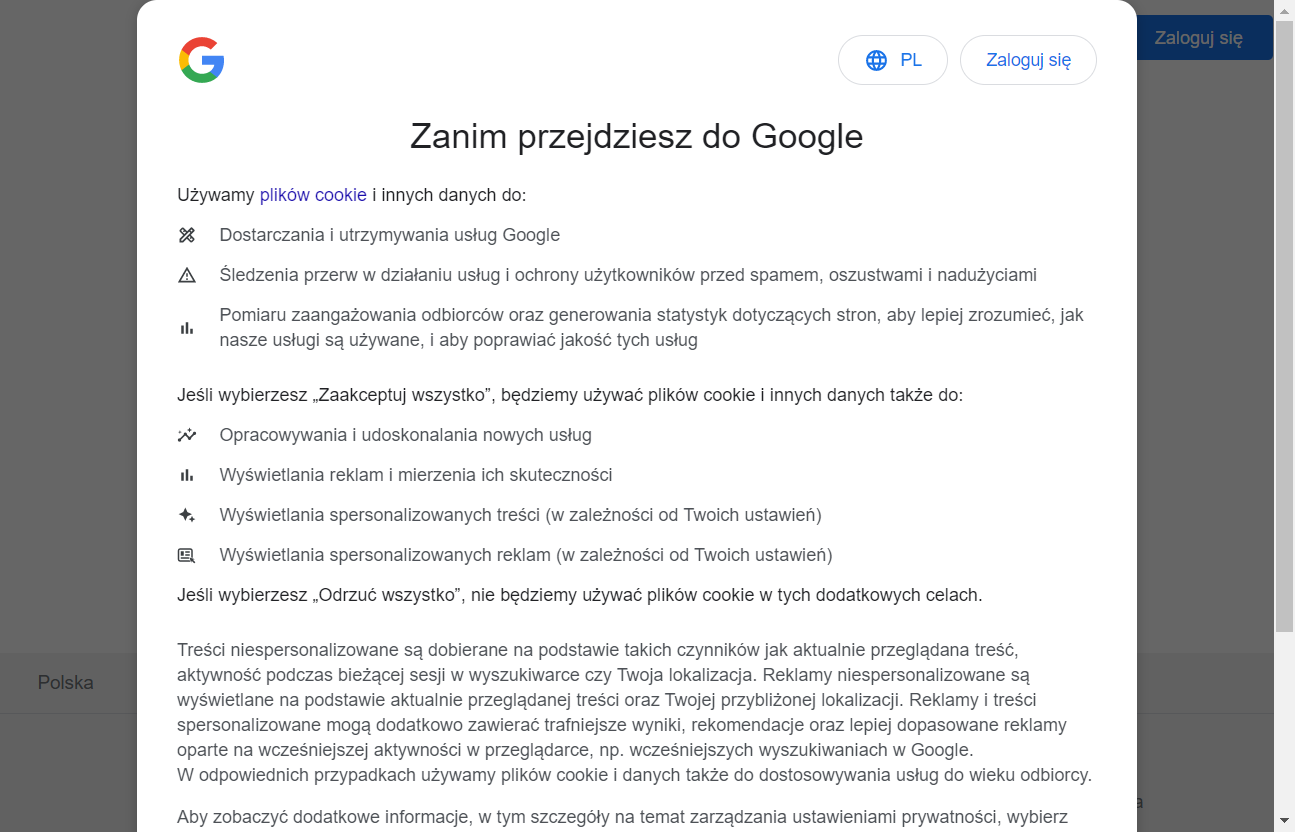 PL
Zaloguj się
Zaloguj się
Zanim przejdziesz do Google
Używamy plików cookie i innych danych do:
Dostarczania i utrzymywania usług Google
Śledzenia przerw w działaniu usług i ochrony użytkowników przed spamem, oszustwami i nadużyciami
Pomiaru zaangażowania odbiorców oraz generowania statystyk dotyczących stron, aby lepiej zrozumieć, jak
nasze usługi są używane, i aby poprawiać jakość tych usług
Jeśli wybierzesz „Zaakceptuj wszystko”, będziemy używać plików cookie i innych danych także do:
Opracowywania i udoskonalania nowych usług
Wyświetlania reklam i mierzenia ich skuteczności
Wyświetlania spersonalizowanych treści (w zależności od Twoich ustawień)
Wyświetlania spersonalizowanych reklam (w zależności od Twoich ustawień)
Jeśli wybierzesz „Odrzuć wszystko”, nie będziemy używać plików cookie w tych dodatkowych celach.
Treści niespersonalizowane są dobierane na podstawie takich czynników jak aktualnie przeglądana treść,
aktywność podczas bieżącej sesji w wyszukiwarce czy Twoja lokalizacja. Reklamy niespersonalizowane są
wyświetlane na podstawie aktualnie przeglądanej treści oraz Twojej przybliżonej lokalizacji. Reklamy i treści
spersonalizowane mogą dodatkowo zawierać trafniejsze wyniki, rekomendacje oraz lepiej dopasowane reklamy
oparte na wcześniejszej aktywności w przeglądarce, np. wcześniejszych wyszukiwaniach w Google.
W odpowiednich przypadkach używamy plików cookie i danych także do dostosowywania usług do wieku odbiorcy.
Polska
Aby zobaczyć dodatkowe informacje, w tym szczegóły na temat zarządzania ustawieniami prywatności, wybierz